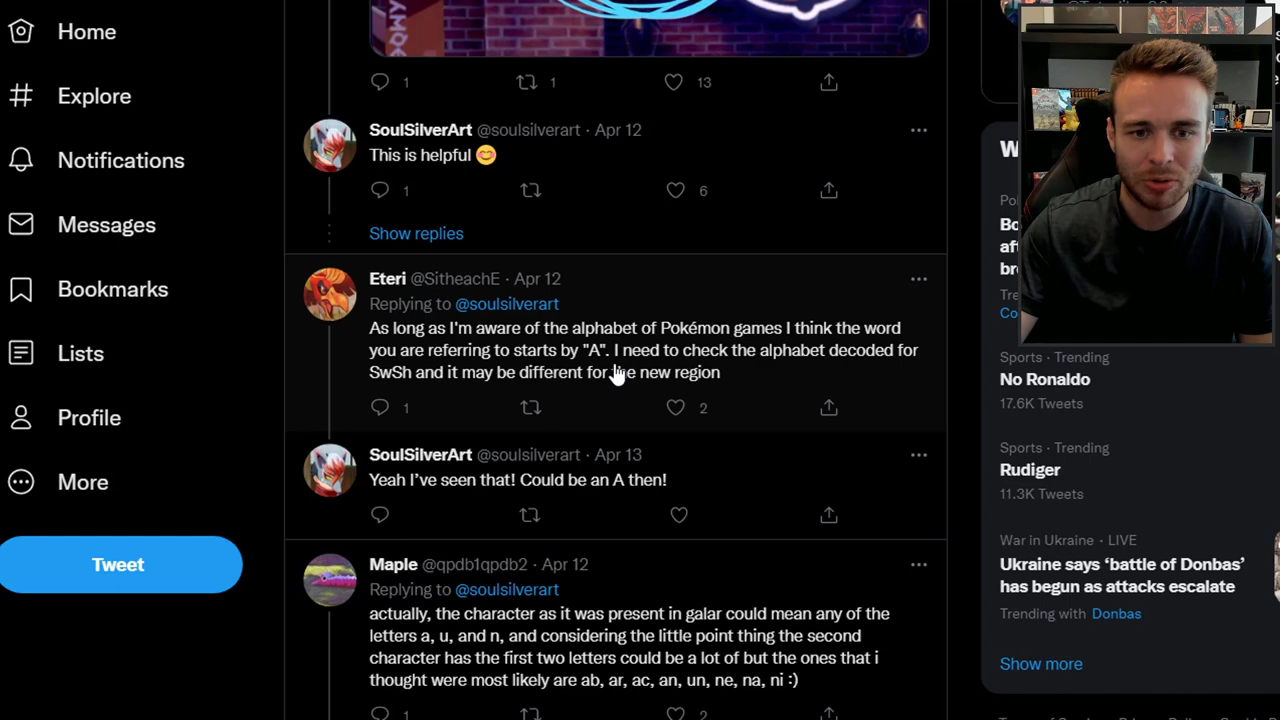 Home
Explore
Notifications
Messages
Bookmarks
Lists
Profile
More
Tweet
1
1
13
SoulSilverArt @soulsilverart · Apr 12
This is helpful 😊
1
6
Show replies
Eteri @SitheachE · Apr 12
Replying to @soulsilverart
As long as I'm aware of the alphabet of Pokémon games I think the word
you are referring to starts by "A". I need to check the alphabet decoded for
SwSh and it may be different for the new region
1
2
SoulSilverArt @soulsilverart · Apr 13
Yeah I've seen that! Could be an A then!
Maple @qpdb1qpdb2 · Apr 12
Replying to @soulsilverart
actually, the character as it was present in galar could mean any of the
letters a, u, and n, and considering the little point thing the second
character has the first two letters could be a lot of but the ones that i
thought were most likely are ab, ar, ac, an, un, ne, na, ni :)
1
2
Sports · Trending
No Ronaldo
17.6K Tweets
Sports · Trending
Rudiger
11.3K Tweets
War in Ukraine · LIVE
Ukraine says 'battle of Donbas'
has begun as attacks escalate
Trending with Donbas
Show more